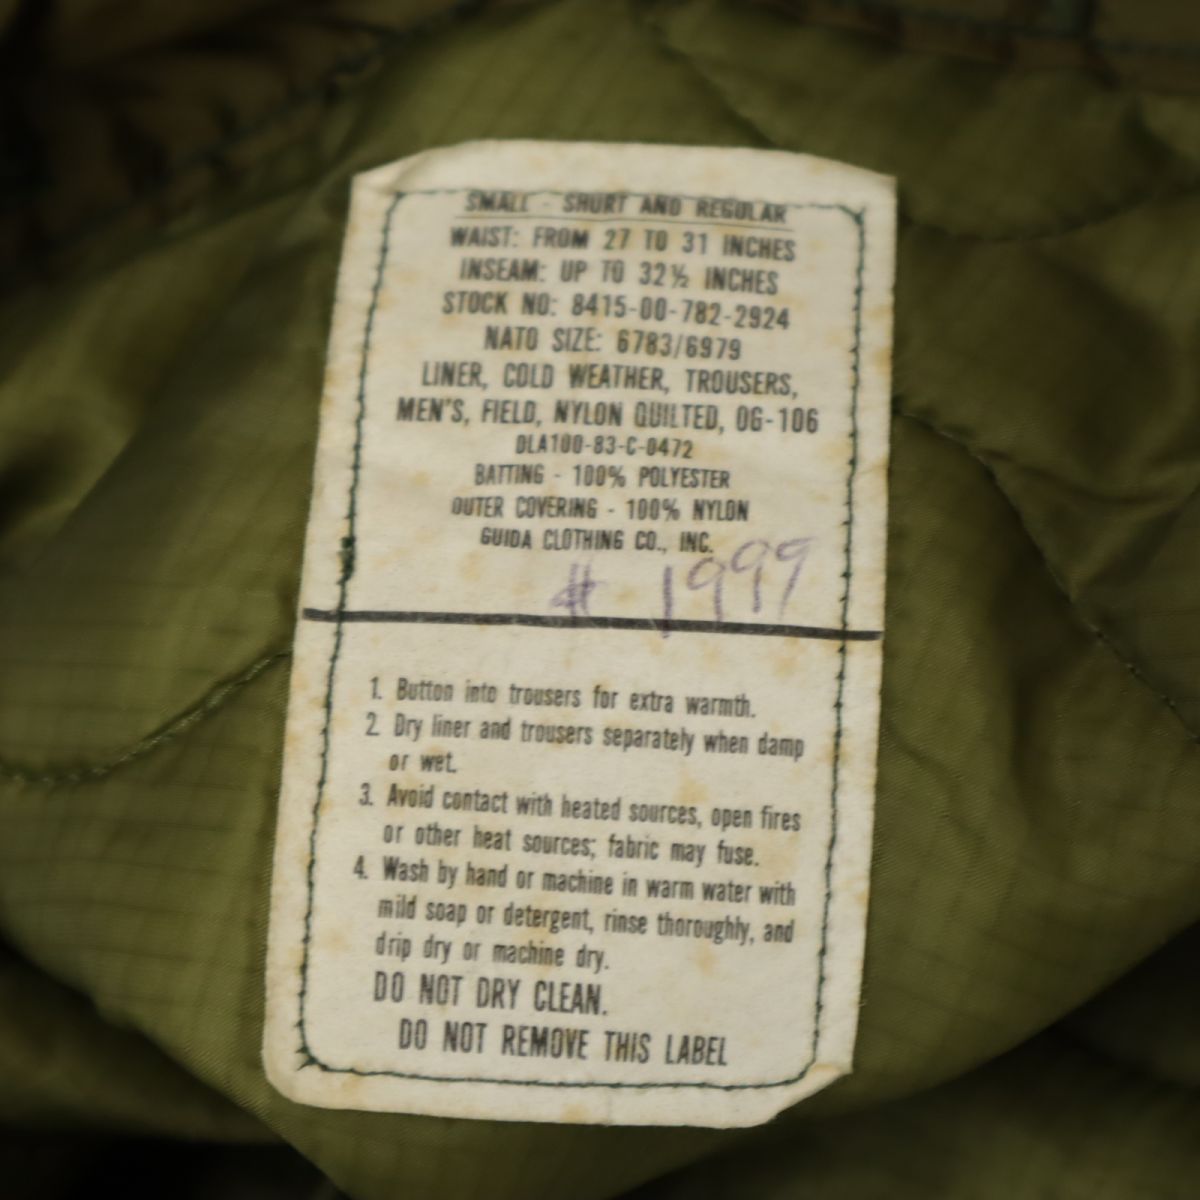 SMALL - SHORT AND REGULAR
WAIST: FROM 27 TO 31 INCHES
INSEAM: UP TO 32 ½ INCHES
STOCK NO: 8415-00-782-2924
NATO SIZE: 6783/6979
LINER, COLD WEATHER, TROUSERS,
MEN'S, FIELD, NYLON QUILTED, OG-106
DLA100-83-C-0472
BATTING - 100% POLYESTER
OUTER COVERING - 100% NYLON
GUIDA CLOTHING CO., INC.
# 1999
1. Button into trousers for extra warmth.
2. Dry liner and trousers separately when damp
or wet.
3. Avoid contact with heated sources, open fires
or other heat sources; fabric may fuse.
4. Wash by hand or machine in warm water with
mild soap or detergent, rinse thoroughly, and
drip dry or machine dry.
DO NOT DRY CLEAN.
DO NOT REMOVE THIS LABEL